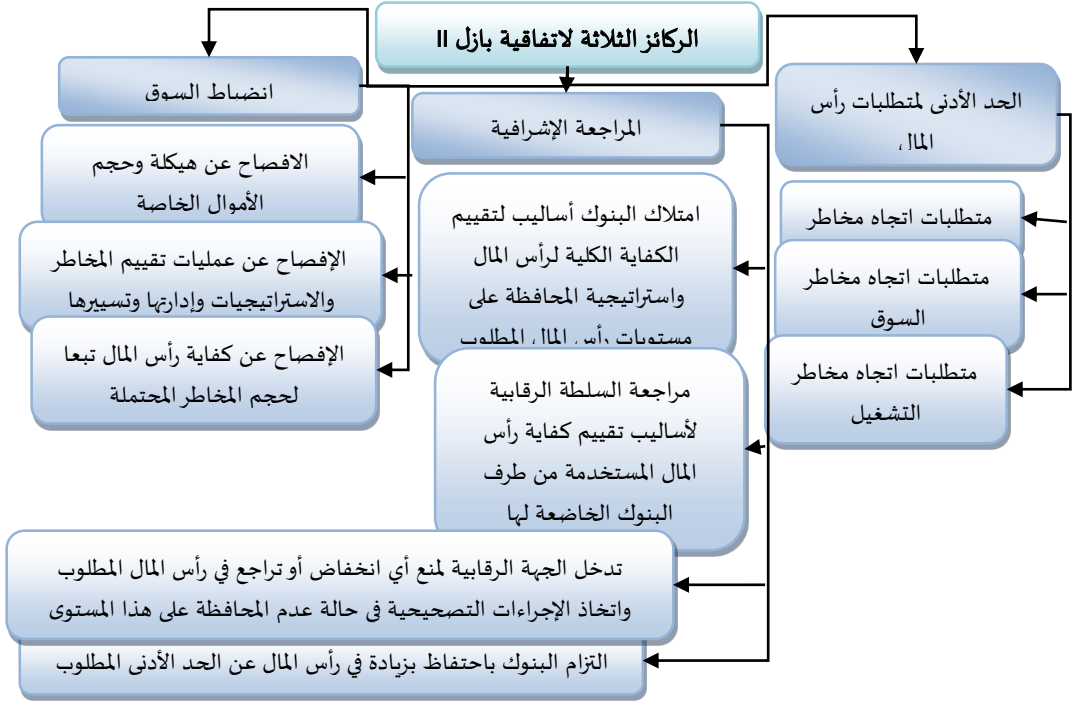 الركائز الثلاثة لاتفاقية بازل II
الحد الأدنى لمتطلبات رأس
المال
متطلبات اتجاه مخاطر
متطلبات اتجاه مخاطر
السوق
متطلبات اتجاه مخاطر
التشغيل
المراجعة الإشرافية
امتلاك البنوك أساليب لتقييم
الكفاية الكلية لرأس المال
واستراتيجية المحافظة على
مستويات رأس المال المطلوب
مراجعة السلطة الرقابية
لأساليب تقييم كفاية رأس
المال المستخدمة من طرف
البنوك الخاضعة لها
تدخل الجهة الرقابية لمنع أي انخفاض أو تراجع في رأس المال المطلوب
واتخاذ الإجراءات التصحيحية في حالة عدم المحافظة على هذا المستوى
التزام البنوك باحتفاظ بزيادة في رأس المال عن الحد الأدنى المطلوب
انضباط السوق
الافصاح عن هيكلة وحجم
الأموال الخاصة
الإفصاح عن عمليات تقييم المخاطر
والاستراتيجيات وإدارتها وتسييرها
الإفصاح عن كفاية رأس المال تبعا
لحجم المخاطر المحتملة